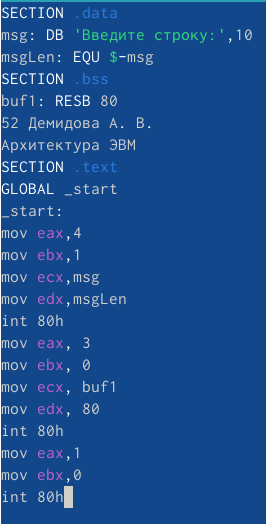 SECTION .data
msg: DB 'Введите строку:',10
msgLen: EQU $-msg
SECTION .bss
buf1: RESB 80
52 Демидова А. В.
Архитектура ЭВМ
SECTION .text
GLOBAL _start
_start:
mov eax,4
mov ebx,1
mov ecx,msg
mov edx,msgLen
int 80h
mov eax, 3
mov ebx, 0
mov ecx, buf1
mov edx, 80
int 80h
mov eax,1
mov ebx,0
int 80h